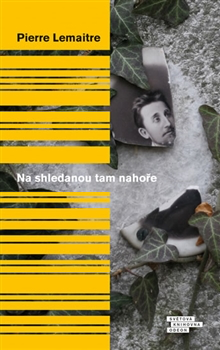 Pierre Lemaitre
Na shledanou tam nahoře
SVĚTOVÁ
KNIHOVNA
ODEON